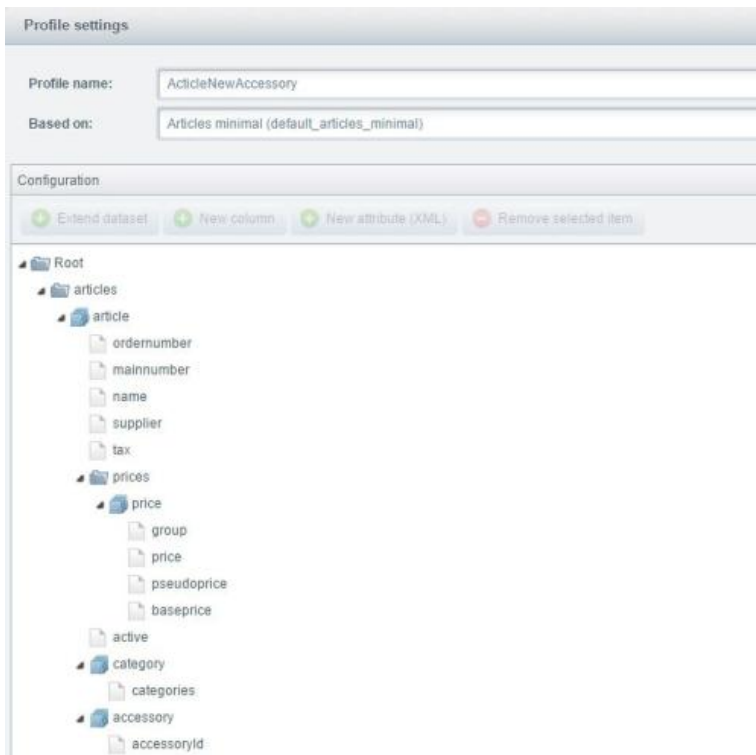 Profile settings
Profile name: ActicleNewAccessory
Based on: Articles minimal (default_articles_minimal)
Configuration
Extend dataset New column New attribute (XML) Remove selected item
Root
articles
article
ordernumber
mainnumber
name
supplier
tax
prices
price
group
price
pseudoprice
baseprice
active
category
categories
accessory
accessoryId